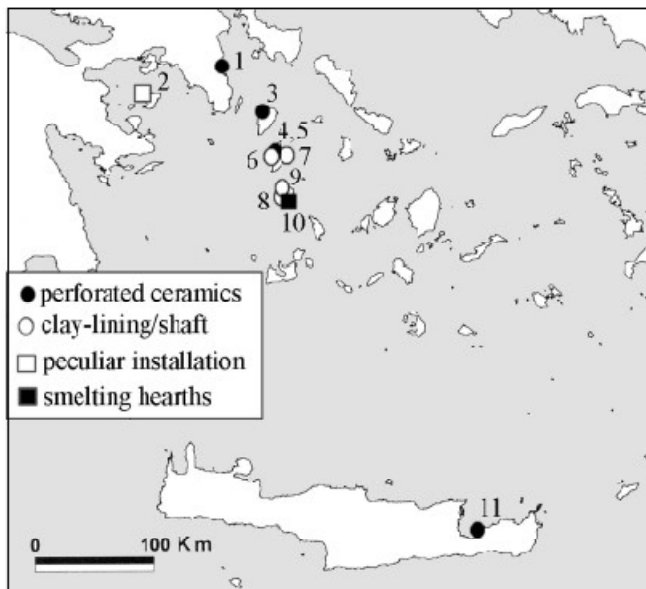 1
2
3
4,5
6
7
9
8
10
perforated ceramics
clay-lining/shaft
peculiar installation
smelting hearths
11
0
100 Km